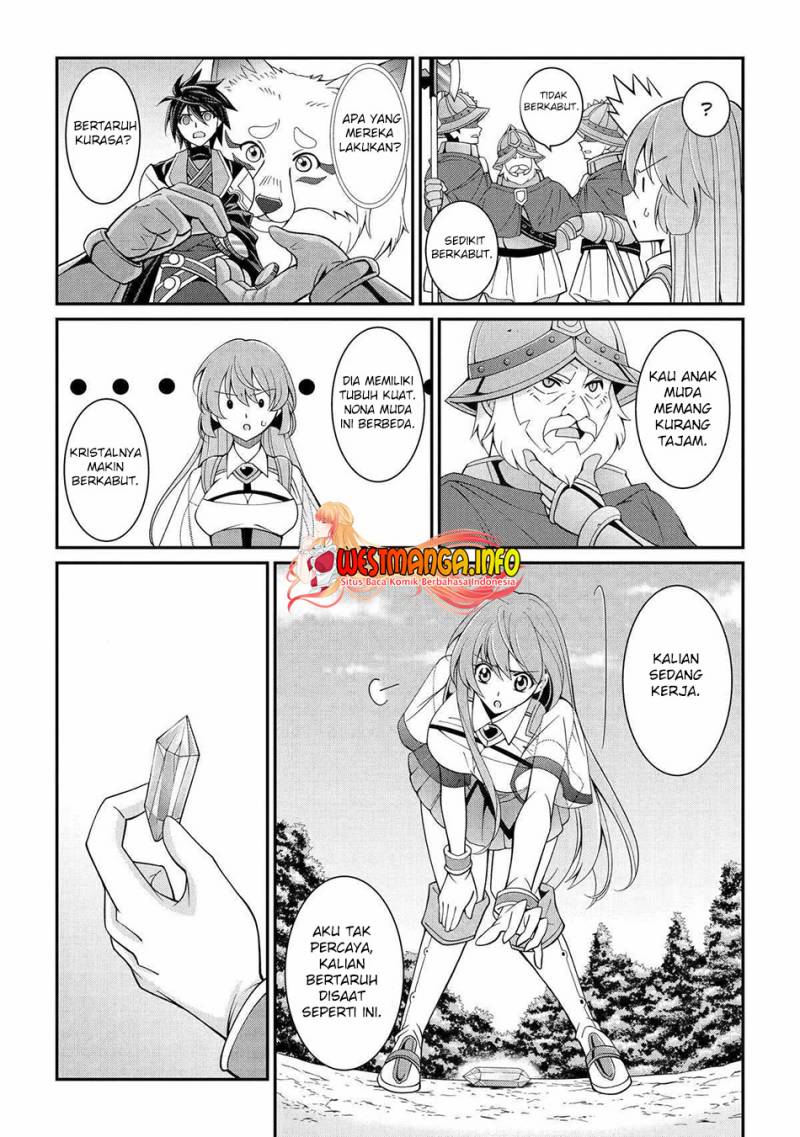 ?
TIDAK
BERKABUT.
SEDIKIT
BERKABUT.
APA YANG
MEREKA
LAKUKAN?
BERTARUH
KURASA?
KAU ANAK
MUDA
MEMANG
KURANG
TAJAM.
DIA MEMILIKI
TUBUH KUAT.
NONA MUDA
INI BERBEDA.
KRISTALNYA
MAKIN
BERKABUT.
WESTMANGA.INFO
Situs Baca Komik Berbahasa Indonesia
KALIAN
SEDANG
KERJA.
AKU TAK
PERCAYA,
KALIAN
BERTARUH
DISAAT
SEPERTI INI.